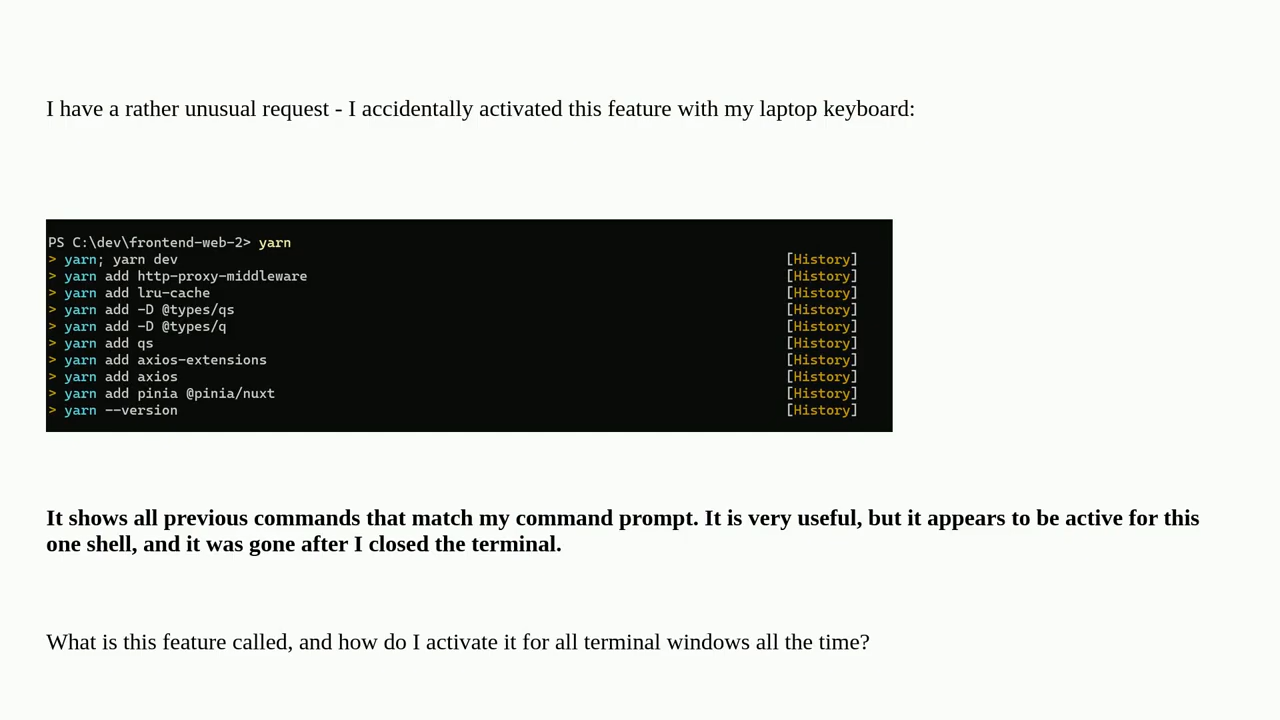 I have a rather unusual request - I accidentally activated this feature with my laptop keyboard:
PS C:\dev\frontend-web-2> yarn
> yarn; yarn dev [History]
> yarn add http-proxy-middleware [History]
> yarn add lru-cache [History]
> yarn add -D @types/qs [History]
> yarn add -D @types/q [History]
> yarn add qs [History]
> yarn add axios-extensions [History]
> yarn add axios [History]
> yarn add pinia @pinia/nuxt [History]
> yarn --version [History]
It shows all previous commands that match my command prompt. It is very useful, but it appears to be active for this
one shell, and it was gone after I closed the terminal.
What is this feature called, and how do I activate it for all terminal windows all the time?